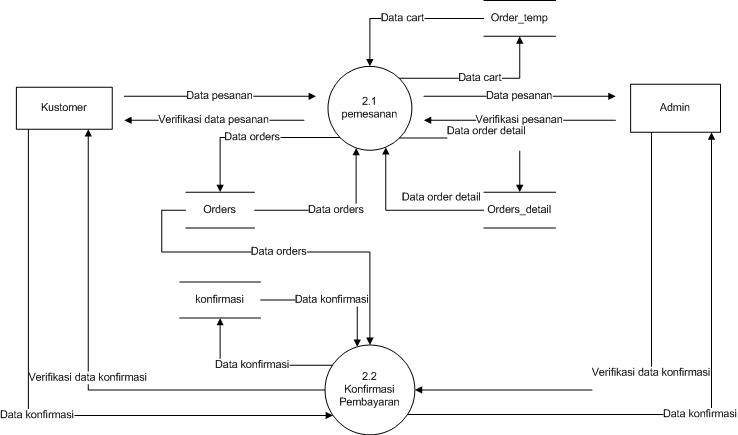 Data cart
Order_temp
Data cart
Data pesanan
2.1
pemesanan
Data pesanan
Kustomer
Admin
Verifikasi data pesanan
Verifikasi pesanan
Data orders
Data order detail
Data order detail
Orders
Data orders
Orders_detail
Data orders
konfirmasi
Data konfirmasi
Data konfirmasi
Verifikasi data konfirmasi
2.2
Konfirmasi
Pembayaran
Verifikasi data konfirmasi
Data konfirmasi
Data konfirmasi